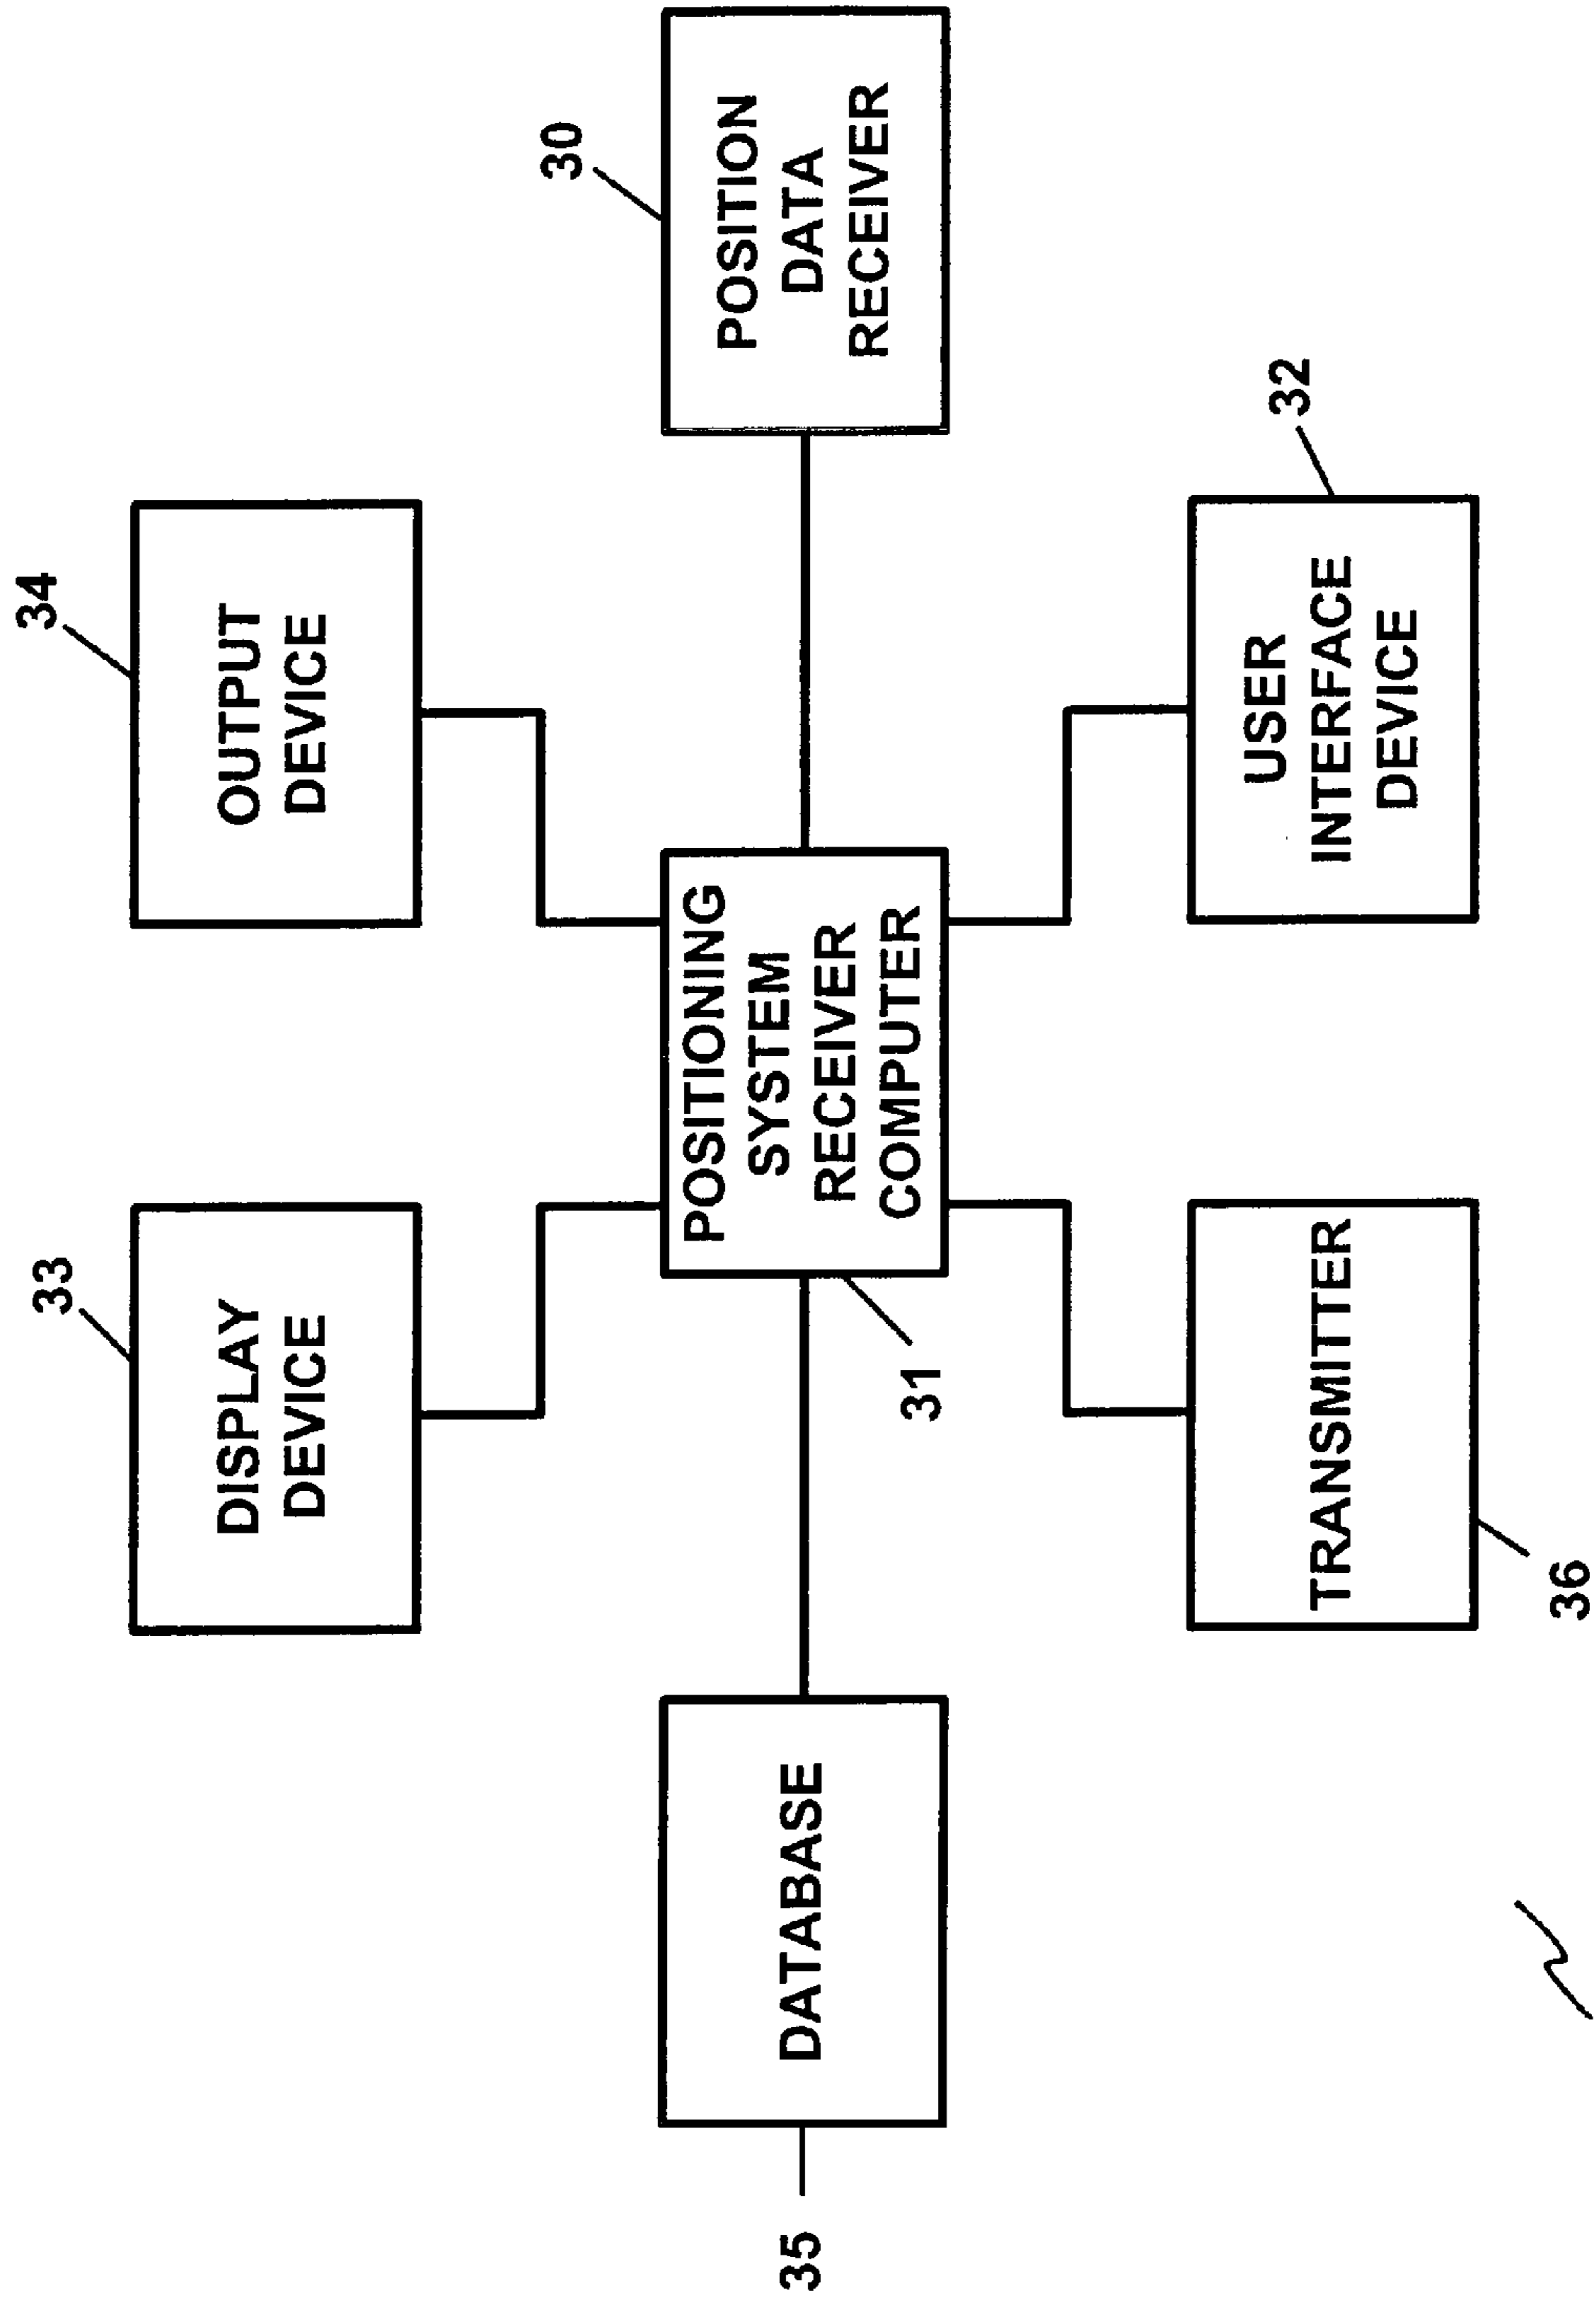 33
DISPLAY
DEVICE
34
OUTPUT
DEVICE
35
DATABASE
POSITIONING
SYSTEM
RECEIVER
COMPUTER
31
30
POSITION
DATA
RECEIVER
TRANSMITTER
36
32
USER
INTERFACE
DEVICE